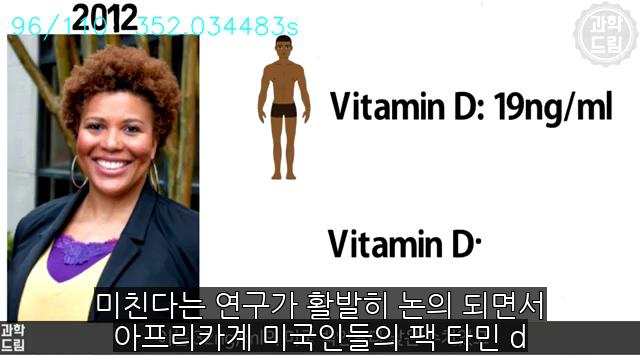 2012
96/110 352.034483s
과학
드림
Vitamin D: 19ng/ml
Vitamin D
미친다는 연구가 활발히 논의 되면서
아프리카계 미국인들의 팩 타민 d
과학
드림